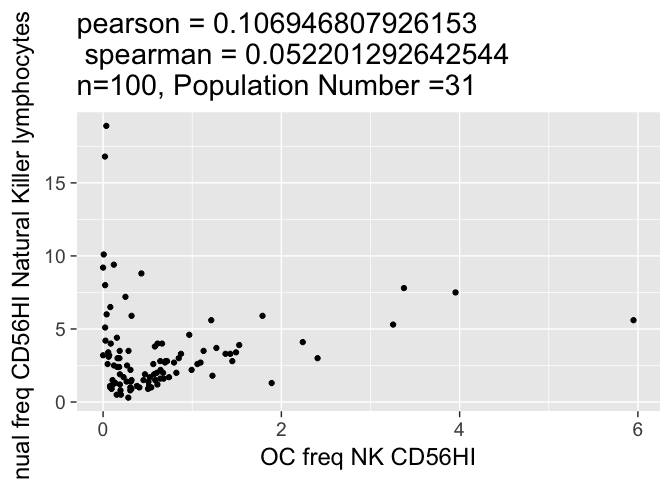 pearson = 0.106946807926153
spearman = 0.052201292642544
n=100, Population Number =31
nual freq CD56HI Natural Killer lymphocytes
15
10
5
0
0 2 4 6
OC freq NK CD56HI